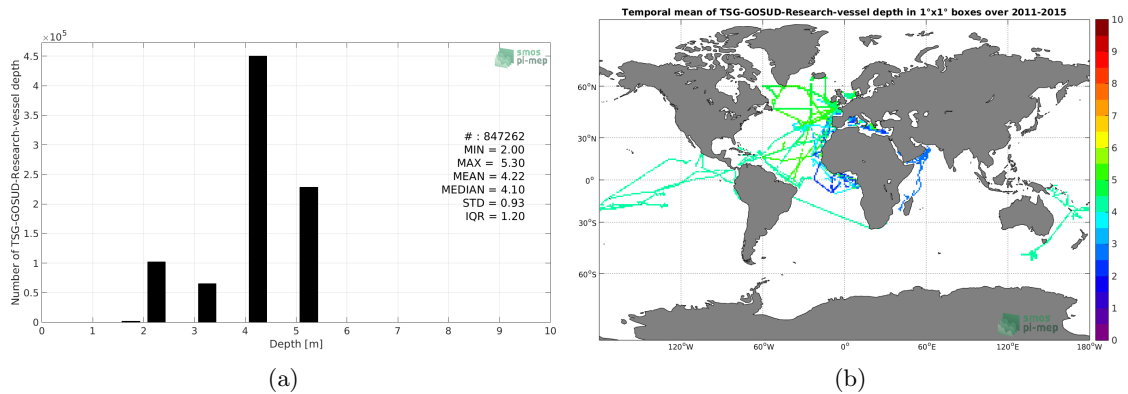 ×10⁵
4.5
4
3.5
3
2.5
2
1.5
1
0.5
0
Number of TSG-GOSUD-Research-vessel depth
smos
pi-mep
# : 847262
MIN = 2.00
MAX = 5.30
MEAN = 4.22
MEDIAN = 4.10
STD = 0.93
IQR = 1.20
0 1 2 3 4 5 6 7 8 9 10
Depth [m]
(a)
Temporal mean of TSG-GOSUD-Research-vessel depth in 1°x1° boxes over 2011-2015
60°N
30°N
0°
30°S
60°S
120°W 60°W 0° 60°E 120°E 180°W
smos
pi-mep
10
9
8
7
6
5
4
3
2
1
0
(b)